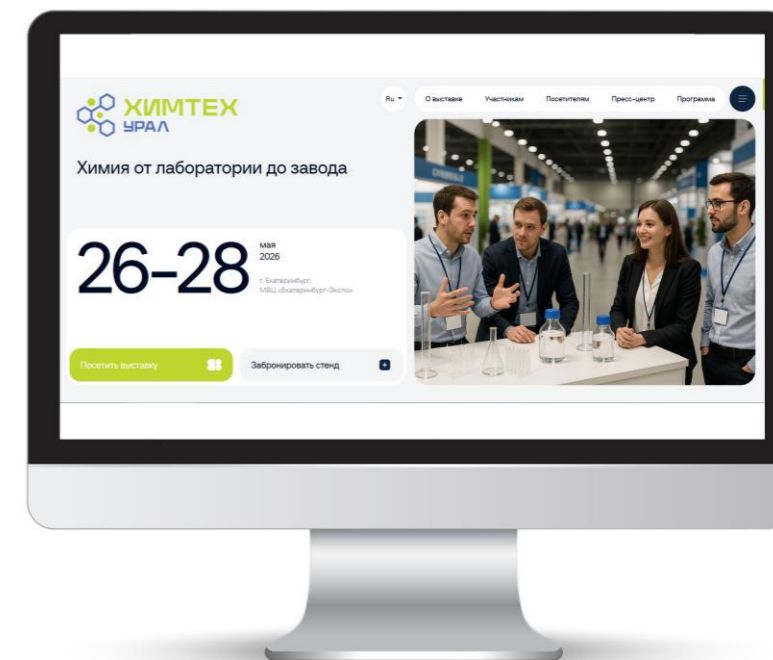 ХИМТЕХ
УРАЛ
Ru
О выставке Участникам Посетителям Пресс-центр Программа
Химия от лаборатории до завода
26–28
мая
2026
г. Екатеринбург,
МВЦ «Екатеринбург-Экспо»
Посетить выставку
Забронировать стенд